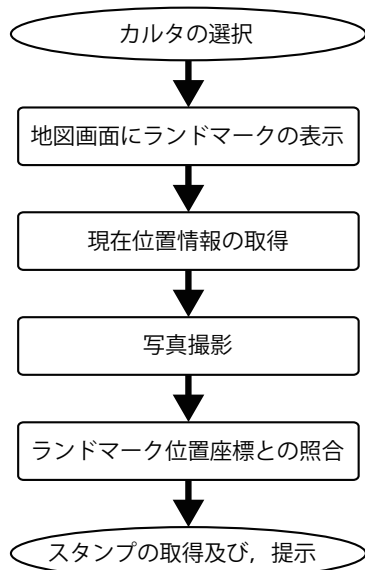 カルタの選択
地図画面にランドマークの表示
現在位置情報の取得
写真撮影
ランドマーク位置座標との照合
スタンプの取得及び，提示